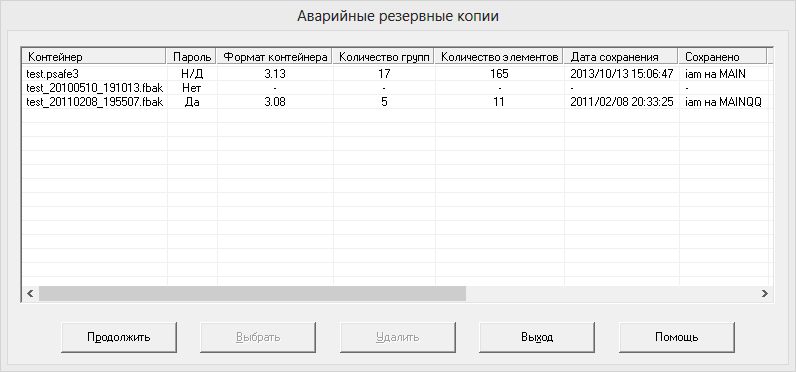 Аварийные резервные копии
Контейнер Пароль Формат контейнера Количество групп Количество элементов Дата сохранения Сохранено
test.psafe3 Н/Д 3.13 17 165 2013/10/13 15:06:47 iam на MAIN
test_20100510_191013.fbak Нет - - - - -
test_20110208_195507.fbak Да 3.08 5 11 2011/02/08 20:33:25 iam на MAINQQ
Продолжить Выбрать Удалить Выход Помощь